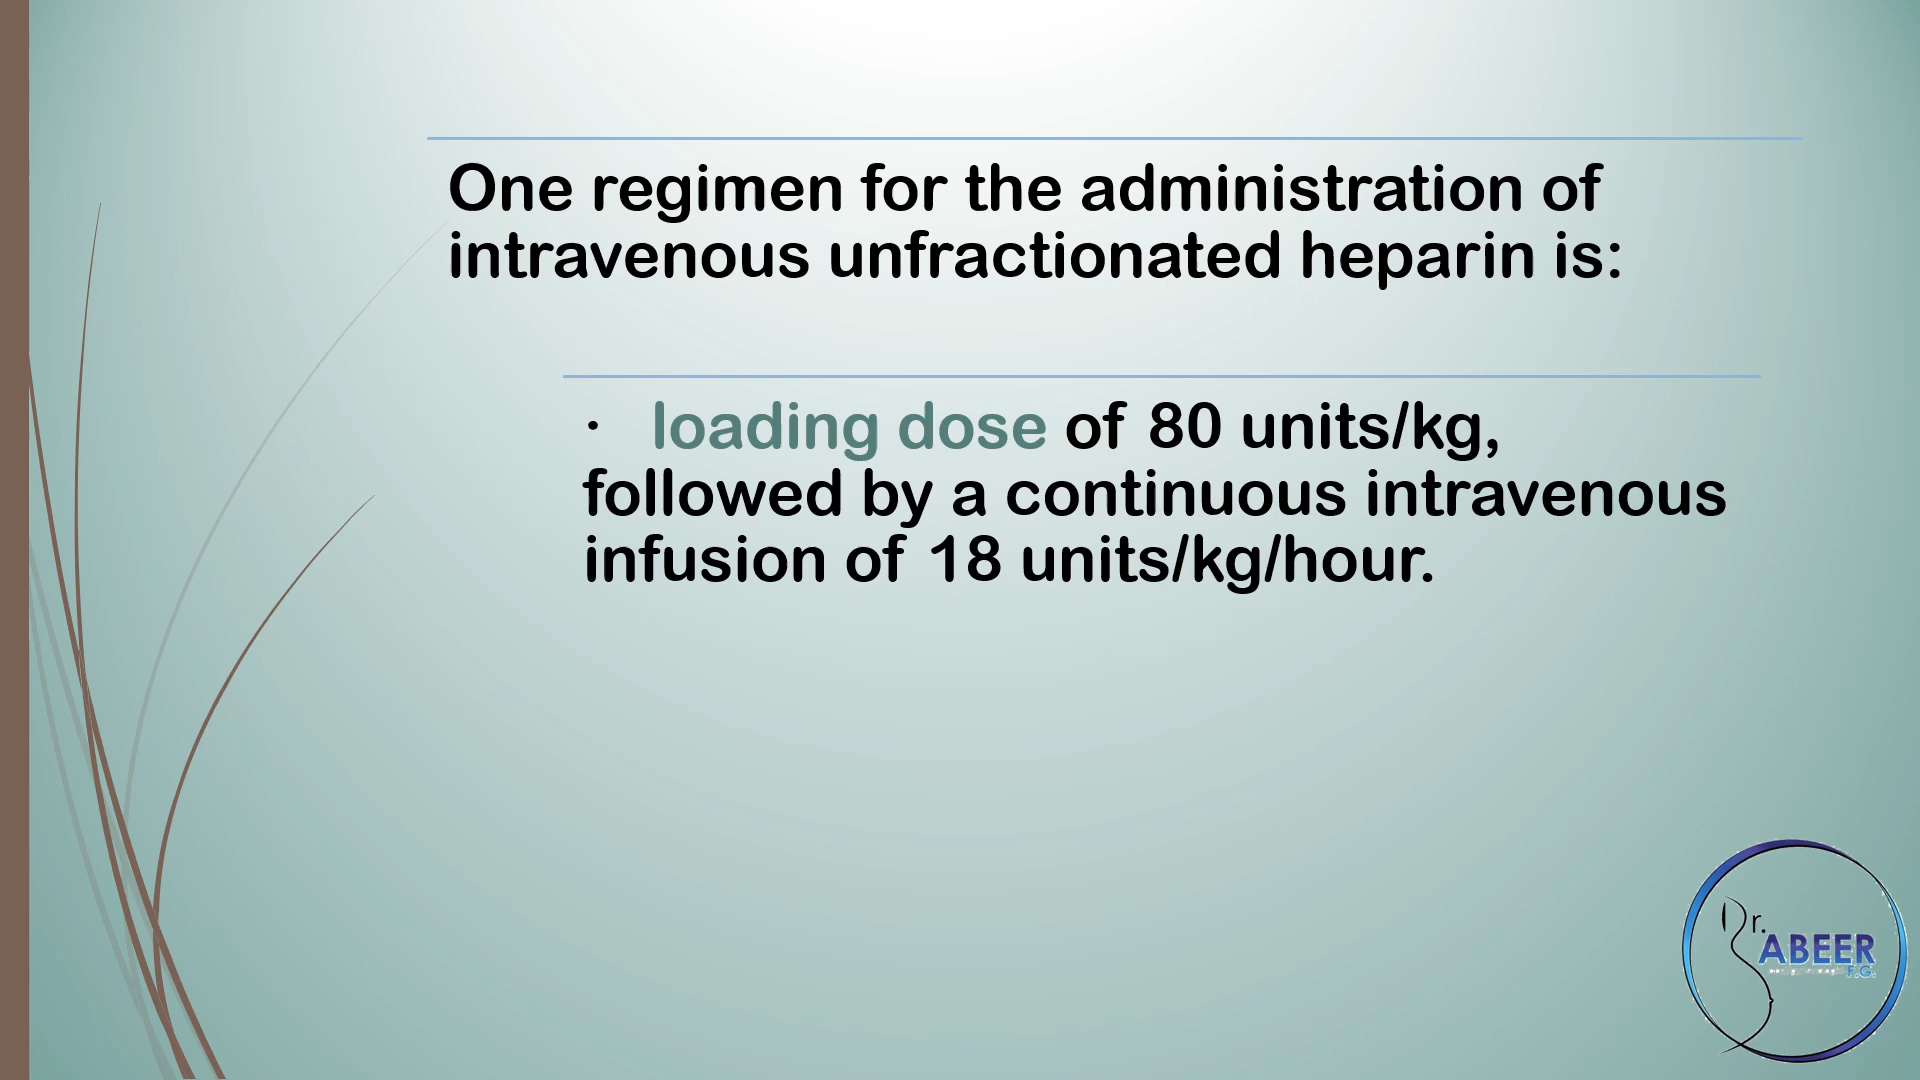 One regimen for the administration of
intravenous unfractionated heparin is:
· loading dose of 80 units/kg,
followed by a continuous intravenous
infusion of 18 units/kg/hour.
Dr.
ABEER
F.G.